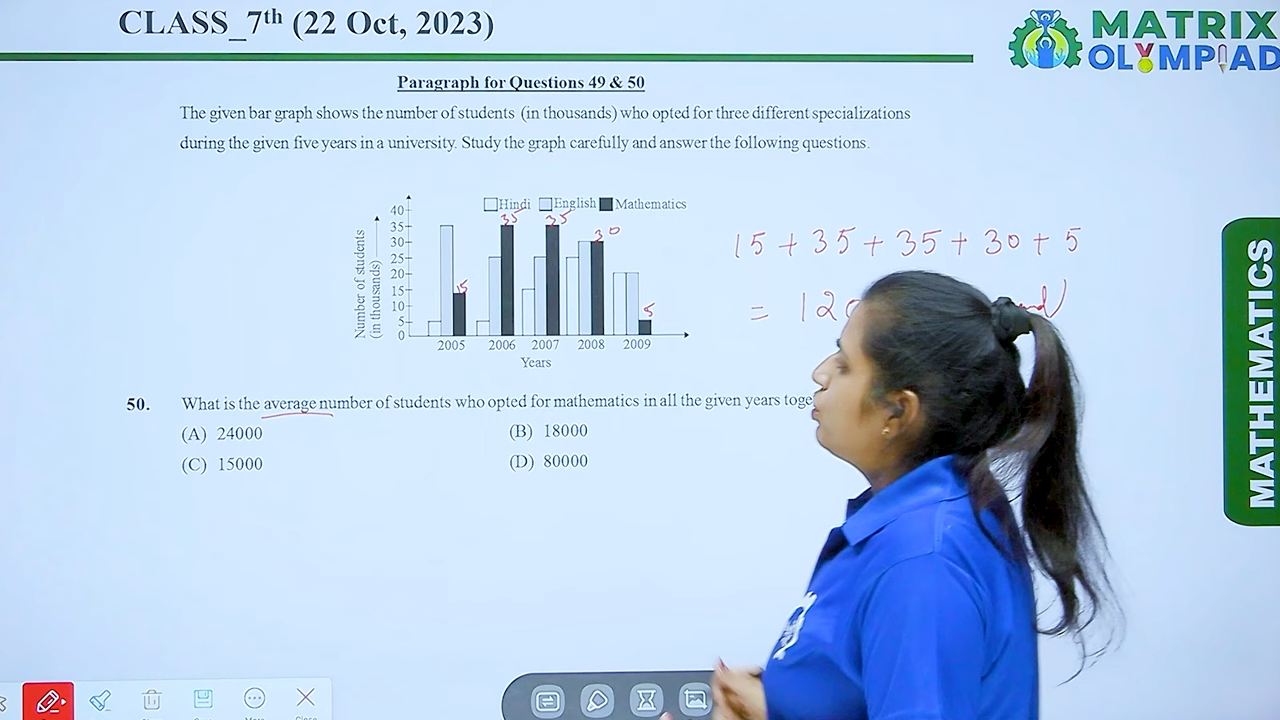 CLASS_7th (22 Oct, 2023)
MATRIX
OLYMPIAD
Paragraph for Questions 49 & 50
The given bar graph shows the number of students (in thousands) who opted for three different specializations
during the given five years in a university. Study the graph carefully and answer the following questions.
Hindi English Mathematics
35 35 30
15 5
Number of students
(in thousands)
40
35
30
25
20
15
10
5
0
2005 2006 2007 2008 2009
Years
15 + 35 + 35 + 30 + 5
= 12
50. What is the average number of students who opted for mathematics in all the given years
(A) 24000 (B) 18000
(C) 15000 (D) 80000
MATHEMATICS
Close